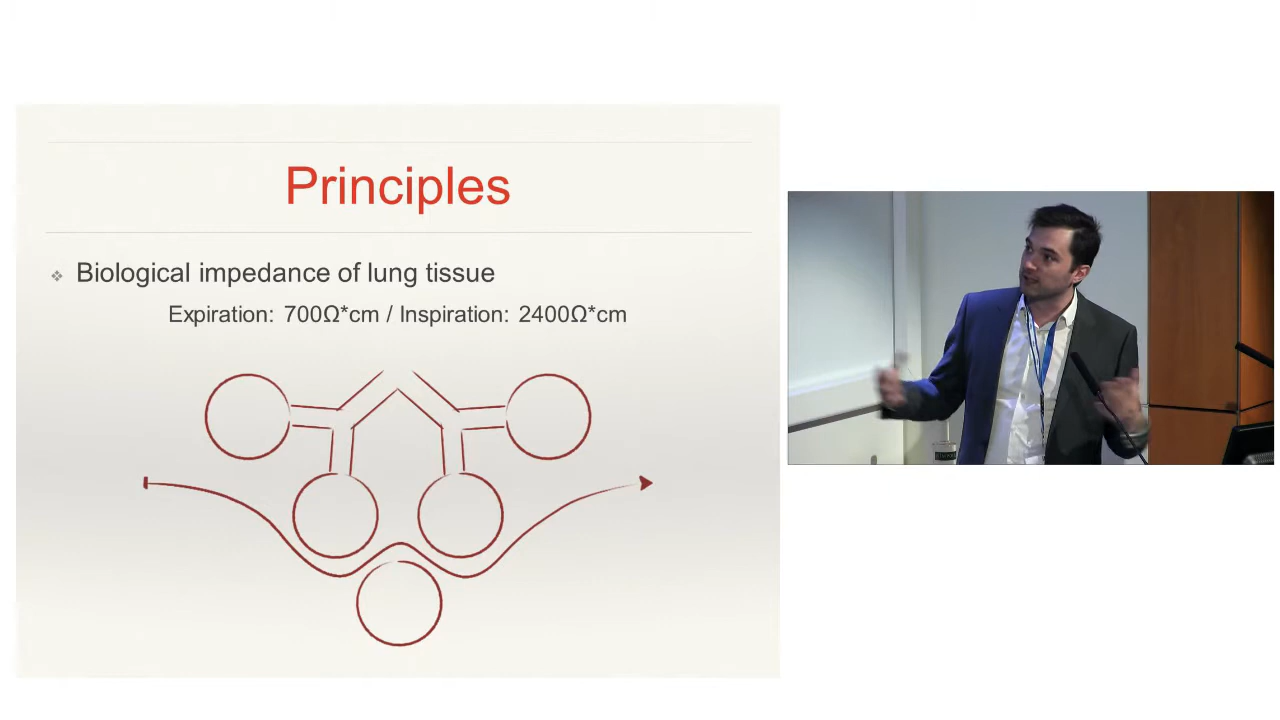 Principles
Biological impedance of lung tissue
Expiration: 700Ω*cm / Inspiration: 2400Ω*cm